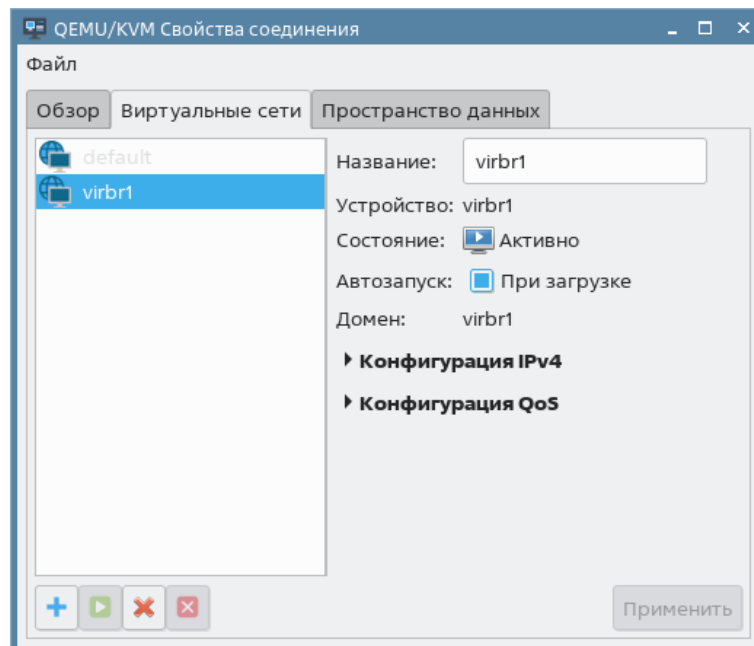 QEMU/KVM Свойства соединения
Файл
Обзор Виртуальные сети Пространство данных
default
virbr1
Название: virbr1
Устройство: virbr1
Состояние: Активно
Автозапуск: При загрузке
Домен: virbr1
Конфигурация IPv4
Конфигурация QoS
Применить